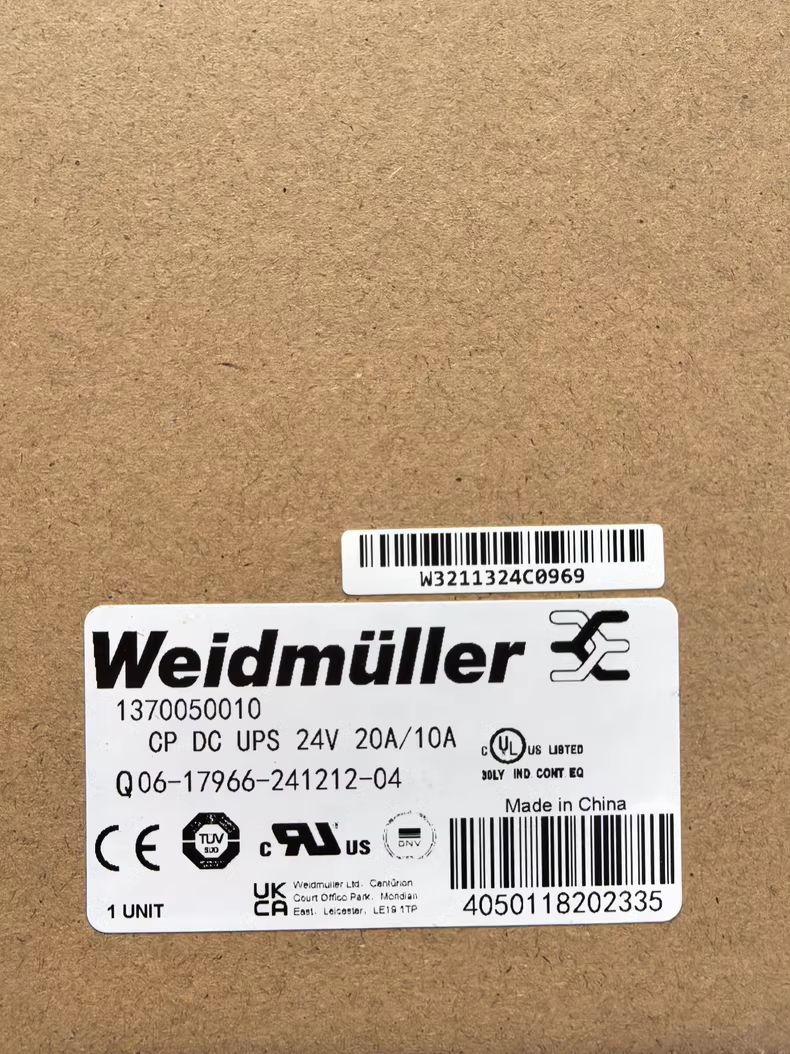 W3211324C0969
Weidmüller
1370050010
CP DC UPS 24V 20A/10A
c UL US LISTED
30LY IND CONT EQ
Q06-17966-241212-04
Made in China
CE
TÜV
SÜD
c RU US
DNV
4050118202335
UK
CA
Weidmuller Ltd. Centurion
Court Office Park. Meridian
East. Leicester. LE19 1TP
1 UNIT